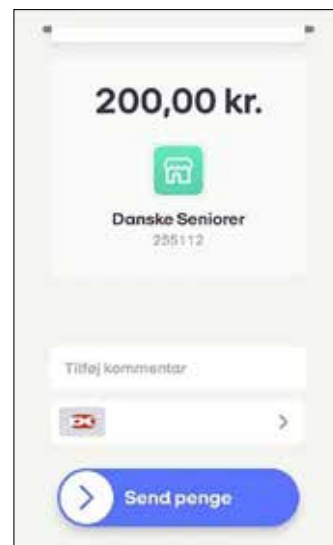 200,00 kr.
Danske Seniorer
255112
Tilføj kommentar
Send penge